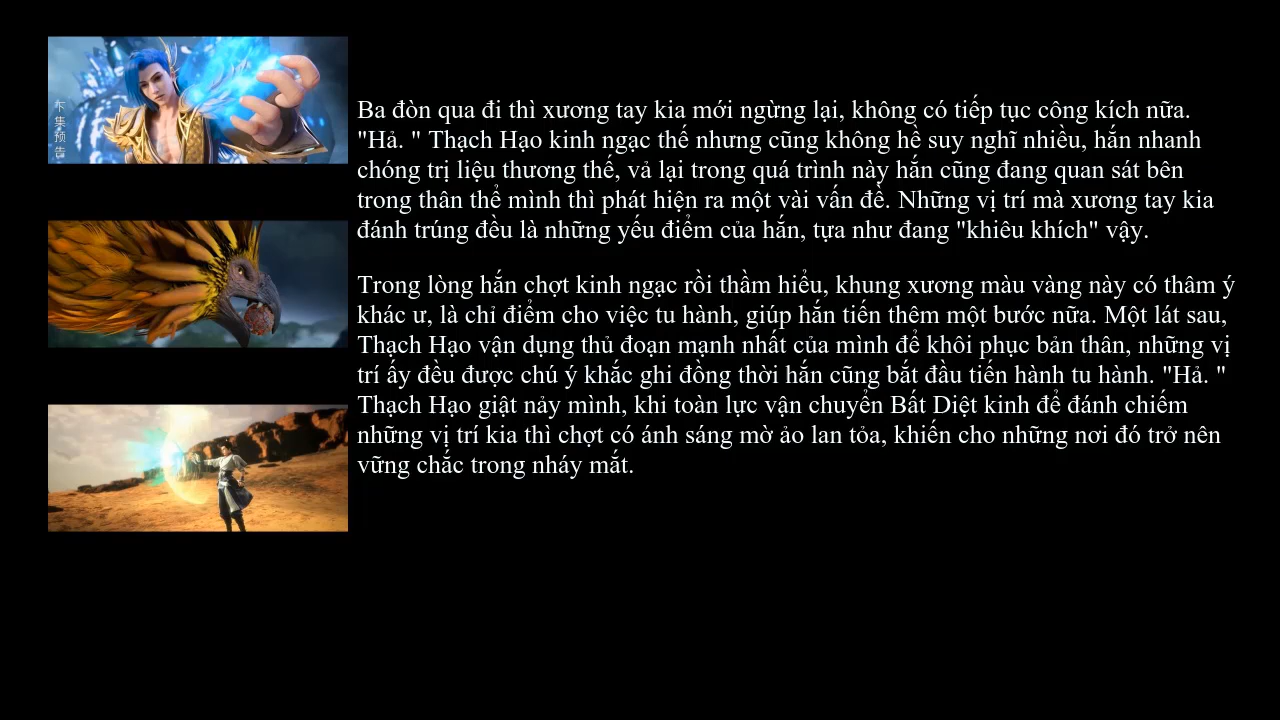 下集预告
Ba đòn qua đi thì xương tay kia mới ngừng lại, không có tiếp tục công kích nữa.
"Hả. " Thạch Hạo kinh ngạc thế nhưng cũng không hề suy nghĩ nhiều, hắn nhanh
chóng trị liệu thương thế, vả lại trong quá trình này hắn cũng đang quan sát bên
trong thân thể mình thì phát hiện ra một vài vấn đề. Những vị trí mà xương tay kia
đánh trúng đều là những yếu điểm của hắn, tựa như đang "khiêu khích" vậy.
Trong lòng hắn chợt kinh ngạc rồi thầm hiểu, khung xương màu vàng này có thâm ý
khác ư, là chỉ điểm cho việc tu hành, giúp hắn tiến thêm một bước nữa. Một lát sau,
Thạch Hạo vận dụng thủ đoạn mạnh nhất của mình để khôi phục bản thân, những vị
trí ấy đều được chú ý khắc ghi đồng thời hắn cũng bắt đầu tiến hành tu hành. "Hả. "
Thạch Hạo giật nảy mình, khi toàn lực vận chuyển Bất Diệt kinh để đánh chiếm
những vị trí kia thì chợt có ánh sáng mờ ảo lan tỏa, khiến cho những nơi đó trở nên
vững chắc trong nháy mắt.